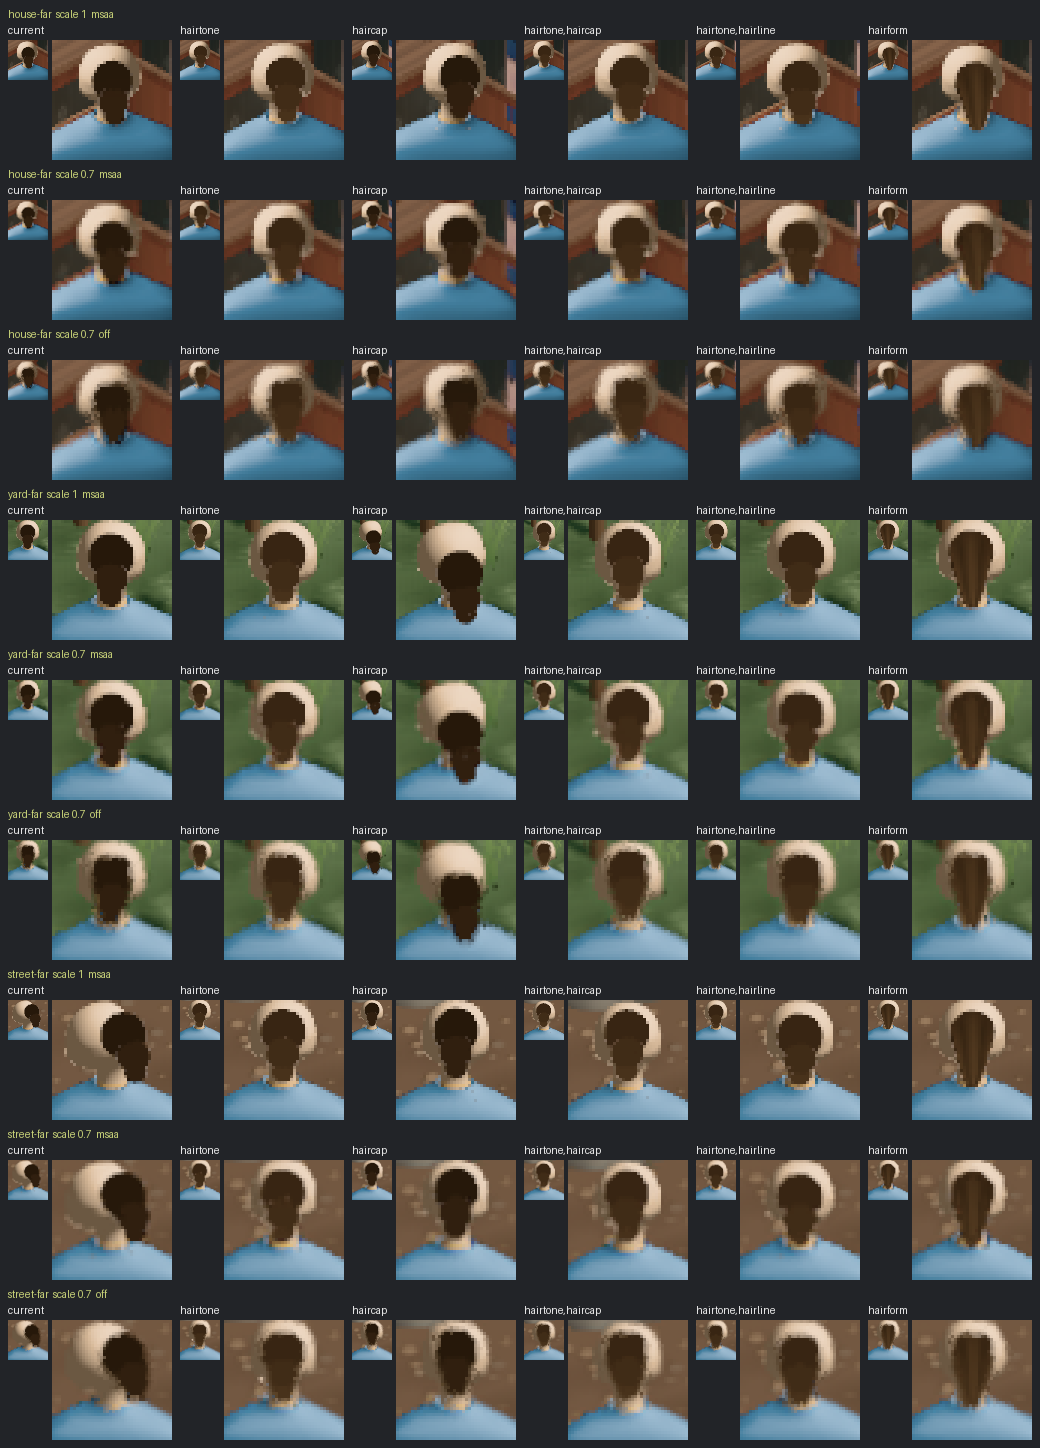 house-far scale 1 msaa
current hairtone haircap hairtone,haircap hairtone,hairline hairform
house-far scale 0.7 msaa
current hairtone haircap hairtone,haircap hairtone,hairline hairform
house-far scale 0.7 off
current hairtone haircap hairtone,haircap hairtone,hairline hairform
yard-far scale 1 msaa
current hairtone haircap hairtone,haircap hairtone,hairline hairform
yard-far scale 0.7 msaa
current hairtone haircap hairtone,haircap hairtone,hairline hairform
yard-far scale 0.7 off
current hairtone haircap hairtone,haircap hairtone,hairline hairform
street-far scale 1 msaa
current hairtone haircap hairtone,haircap hairtone,hairline hairform
street-far scale 0.7 msaa
current hairtone haircap hairtone,haircap hairtone,hairline hairform
street-far scale 0.7 off
current hairtone haircap hairtone,haircap hairtone,hairline hairform